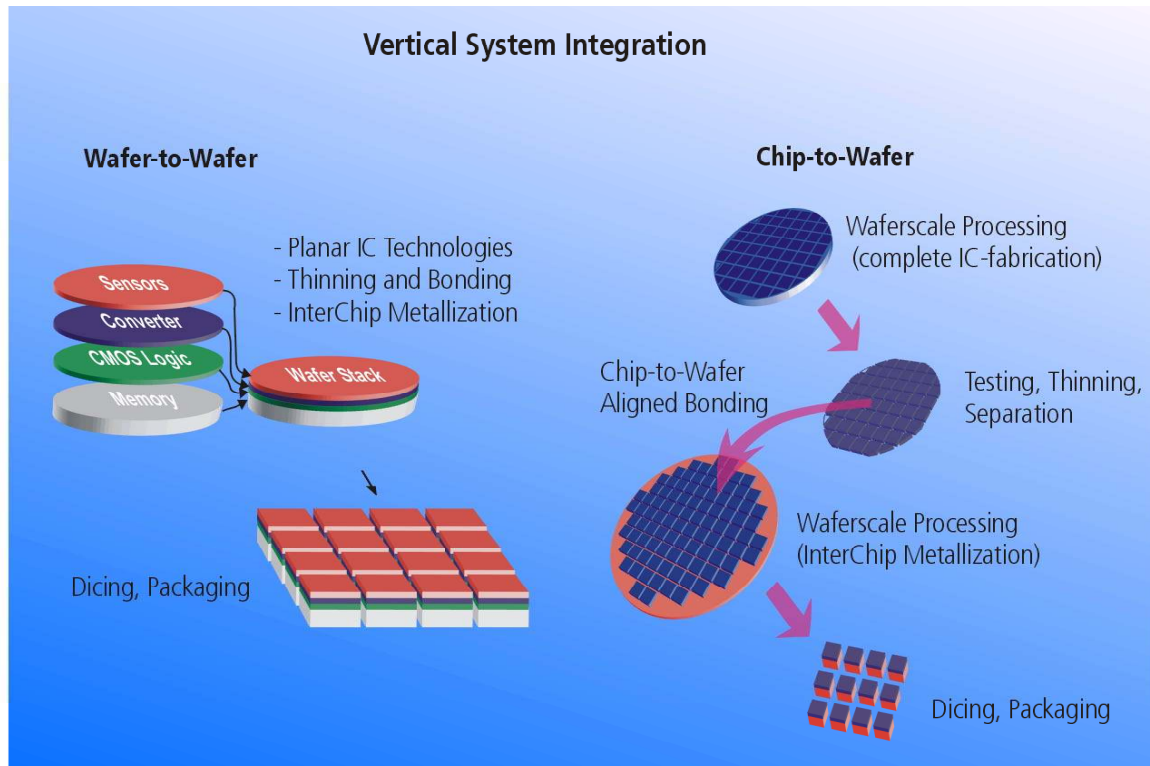 Vertical System Integration
Wafer-to-Wafer
- Planar IC Technologies
- Thinning and Bonding
- InterChip Metallization
Sensors
Converter
CMOS Logic
Memory
Wafer Stack
Dicing, Packaging
Chip-to-Wafer
Waferscale Processing
(complete IC-fabrication)
Testing, Thinning,
Separation
Chip-to-Wafer
Aligned Bonding
Waferscale Processing
(InterChip Metallization)
Dicing, Packaging